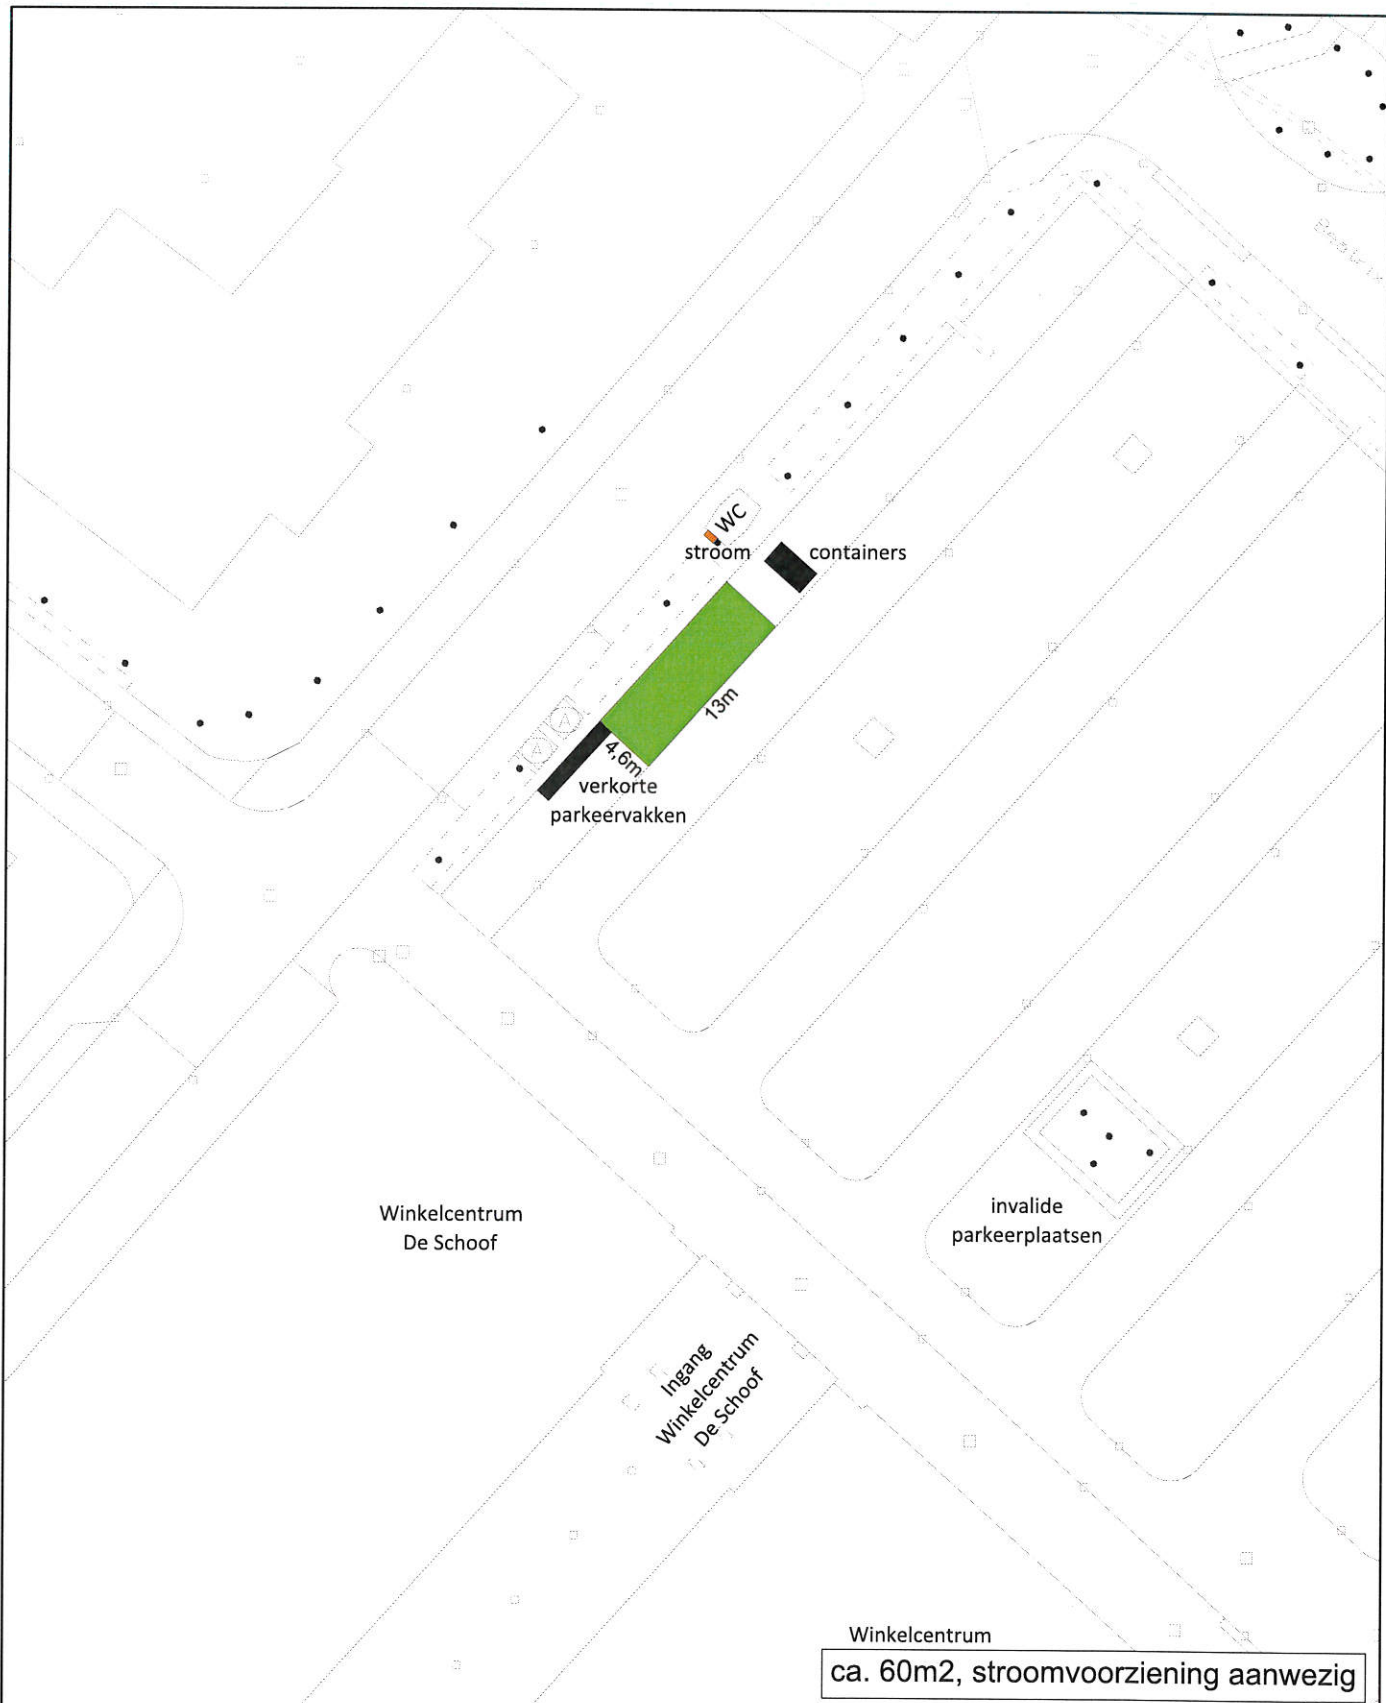 WC
stroom
containers
13m
4,6m
verkorte
parkeervakken
Winkelcentrum
De Schoof
invalide
parkeerplaatsen
Ingang
Winkelcentrum
De Schoof
Winkelcentrum
ca. 60m2, stroomvoorziening aanwezig